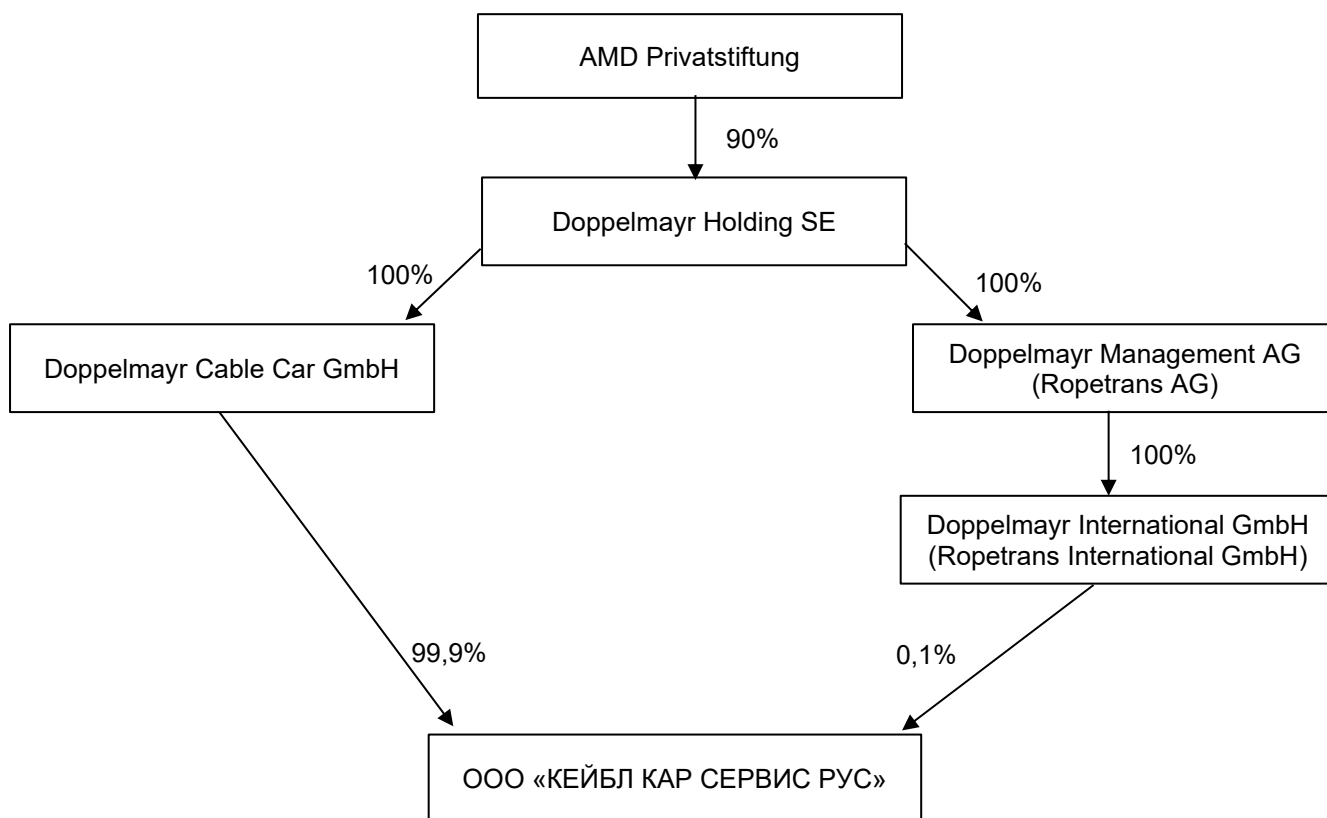 AMD Privatstiftung
90%
Doppelmayr Holding SE
100%
100%
Doppelmayr Cable Car GmbH
Doppelmayr Management AG
(Ropetrans AG)
100%
Doppelmayr International GmbH
(Ropetrans International GmbH)
99,9%
0,1%
ООО «КЕЙБЛ КАР СЕРВИС РУС»